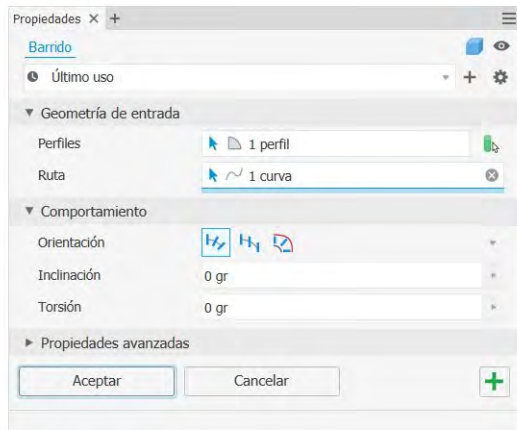 Propiedades × +
Barrido
Último uso
Geometría de entrada
Perfiles 1 perfil
Ruta 1 curva
Comportamiento
Orientación
Inclinación 0 gr
Torsión 0 gr
Propiedades avanzadas
Aceptar Cancelar